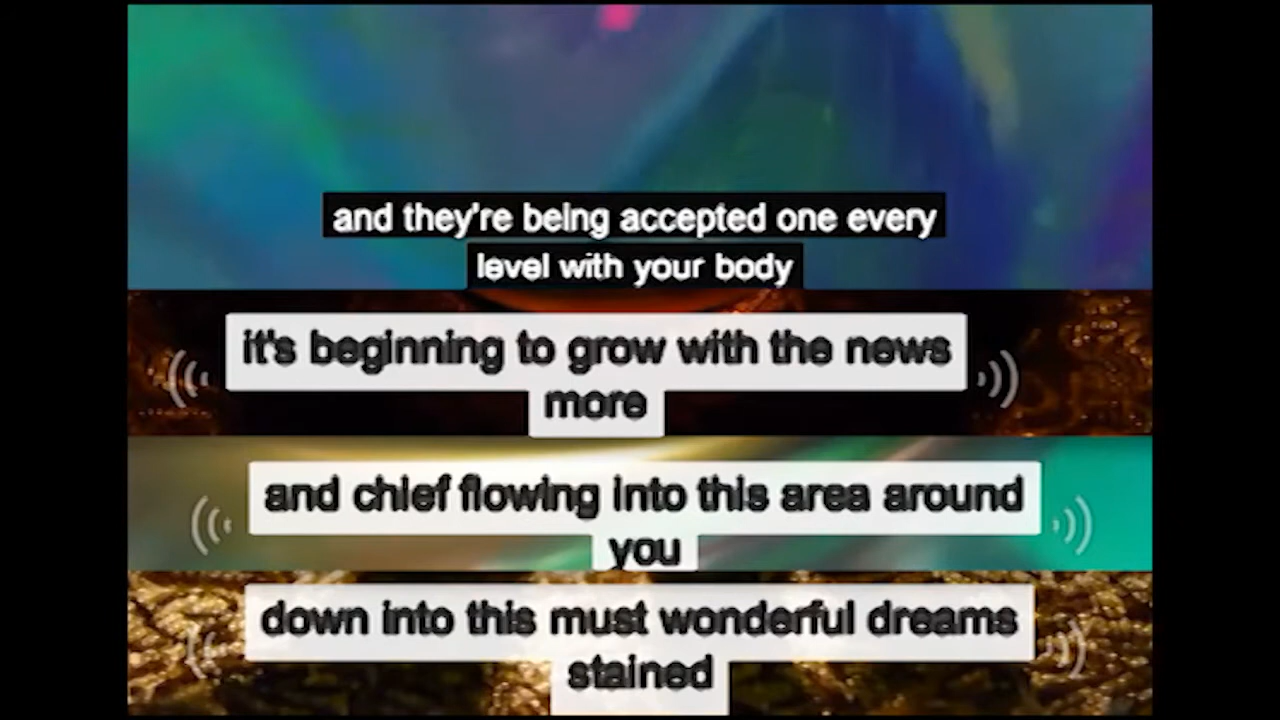 and they're being accepted one every
level with your body
it's beginning to grow with the news
more
and chief flowing into this area around
you
down into this must wonderful dreams
stained